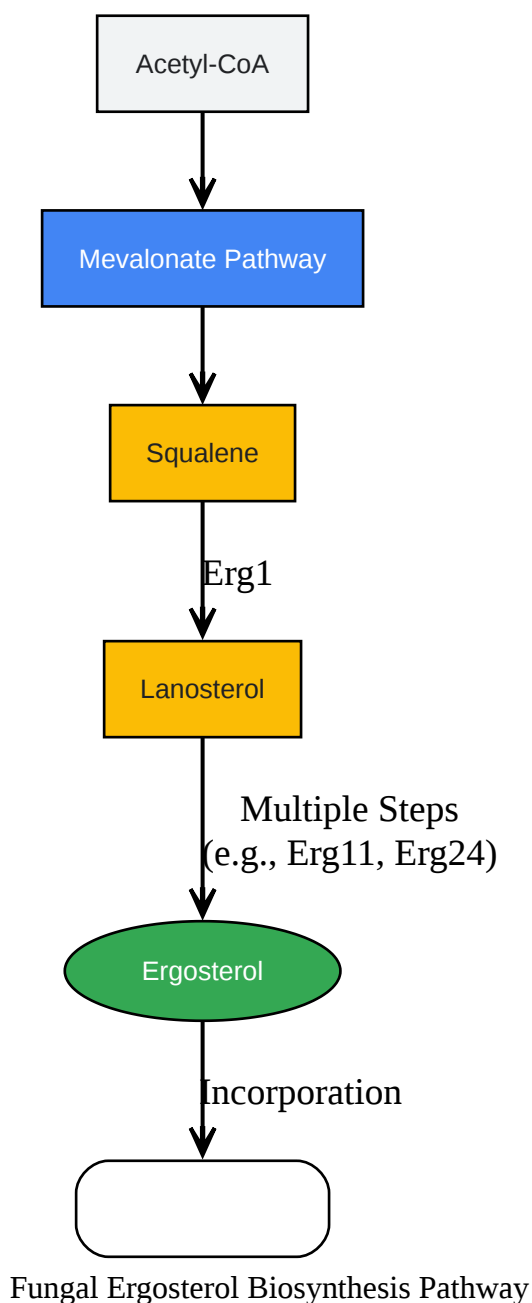 Acetyl-CoA
Mevalonate Pathway
Squalene
Erg1
Lanosterol
Multiple Steps
(e.g., Erg11, Erg24)
Ergosterol
Incorporation
Fungal Ergosterol Biosynthesis Pathway